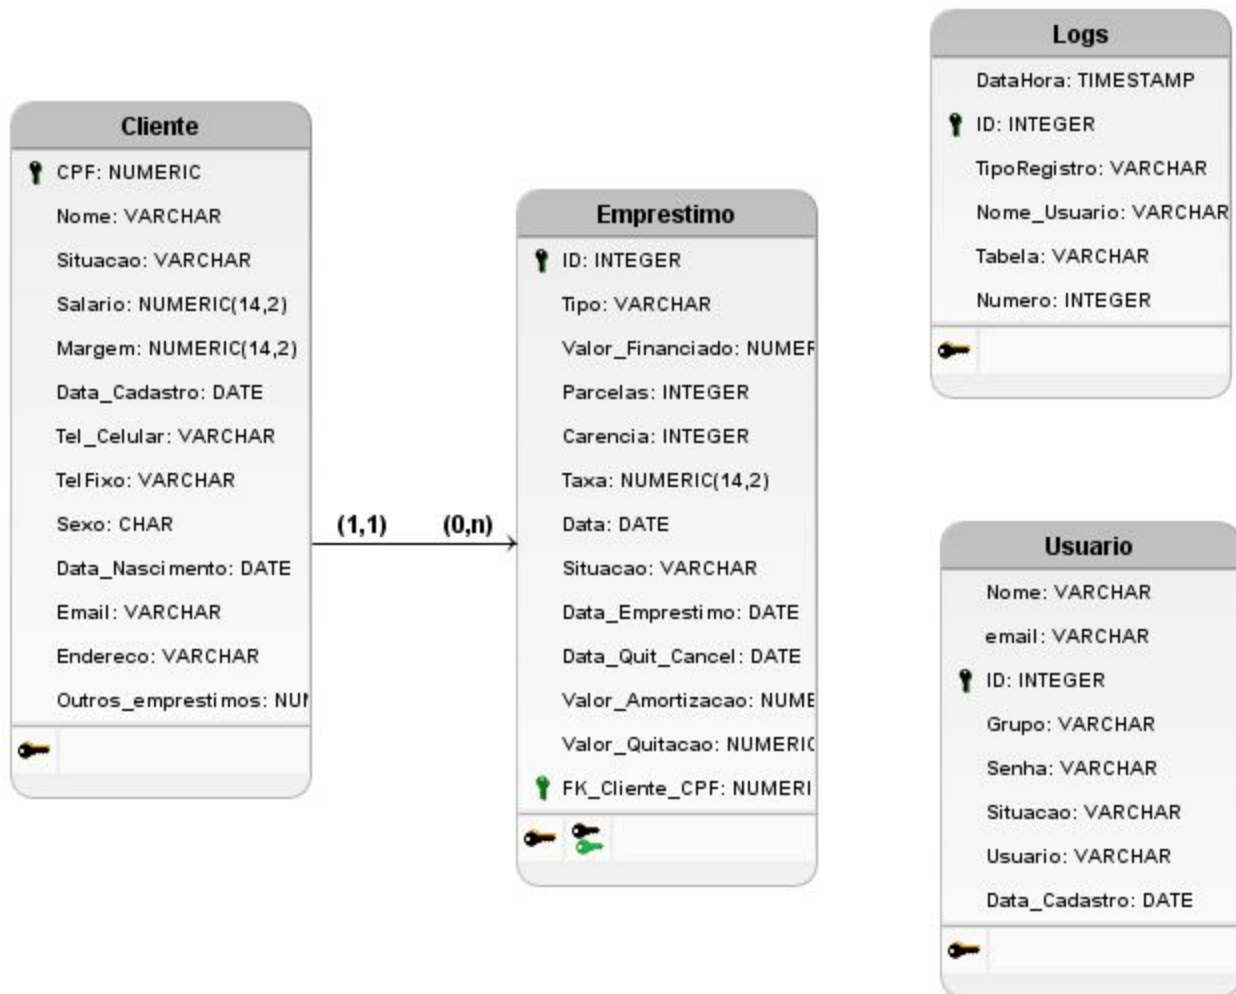 Cliente
CPF: NUMERIC
Nome: VARCHAR
Situacao: VARCHAR
Salario: NUMERIC(14,2)
Margem: NUMERIC(14,2)
Data_Cadastro: DATE
Tel_Celular: VARCHAR
TelFixo: VARCHAR
Sexo: CHAR
Data_Nascimento: DATE
Email: VARCHAR
Endereco: VARCHAR
Outros_emprestimos: NUM
(1,1) (0,n)
Emprestimo
ID: INTEGER
Tipo: VARCHAR
Valor_Financiado: NUMER
Parcelas: INTEGER
Carencia: INTEGER
Taxa: NUMERIC(14,2)
Data: DATE
Situacao: VARCHAR
Data_Emprestimo: DATE
Data_Quit_Cancel: DATE
Valor_Amortizacao: NUME
Valor_Quitacao: NUMERIC
FK_Cliente_CPF: NUMERI
Logs
DataHora: TIMESTAMP
ID: INTEGER
TipoRegistro: VARCHAR
Nome_Usuario: VARCHAR
Tabela: VARCHAR
Numero: INTEGER
Usuario
Nome: VARCHAR
email: VARCHAR
ID: INTEGER
Grupo: VARCHAR
Senha: VARCHAR
Situacao: VARCHAR
Usuario: VARCHAR
Data_Cadastro: DATE